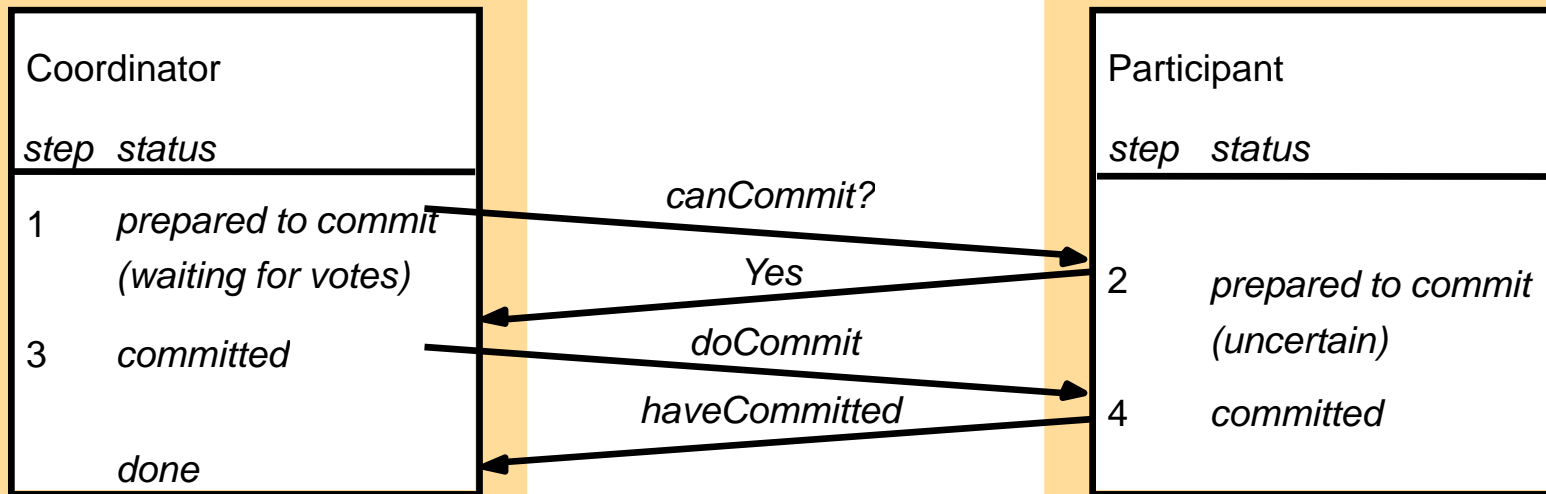 Coordinator
step status
1 prepared to commit
(waiting for votes)
3 committed
done
canCommit?
Yes
doCommit
haveCommitted
Participant
step status
2 prepared to commit
(uncertain)
4 committed